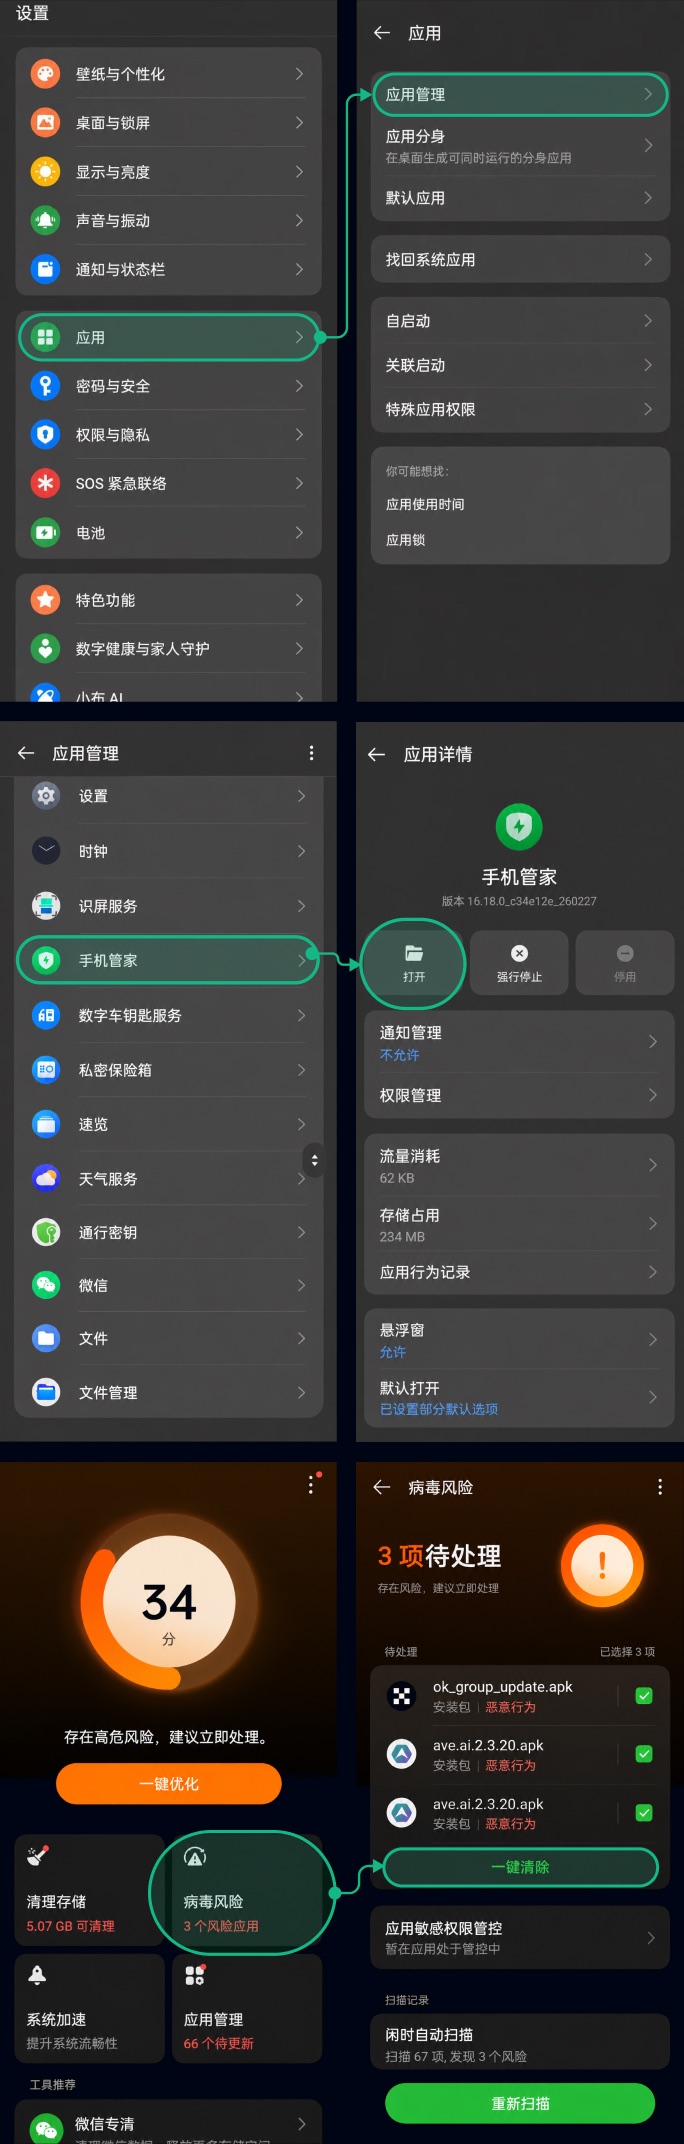 设置
壁纸与个性化
桌面与锁屏
显示与亮度
声音与振动
通知与状态栏
应用
密码与安全
权限与隐私
SOS 紧急联络
电池
特色功能
数字健康与家人守护
小布 AI
应用
应用管理
应用分身
在桌面生成可同时运行的分身应用
默认应用
找回系统应用
自启动
关联启动
特殊应用权限
你可能想找：
应用使用时间
应用锁
应用管理
设置
时钟
识屏服务
手机管家
数字车钥匙服务
私密保险箱
速览
天气服务
通行密钥
微信
文件
文件管理
应用详情
手机管家
版本 16.18.0_c34e12e_260227
打开
强行停止
停用
通知管理
不允许
权限管理
流量消耗
62 KB
存储占用
234 MB
应用行为记录
悬浮窗
允许
默认打开
已设置部分默认选项
34
分
存在高危风险，建议立即处理。
一键优化
清理存储
5.07 GB 可清理
病毒风险
3 个风险应用
系统加速
提升系统流畅性
应用管理
66 个待更新
工具推荐
微信专清
病毒风险
3 项待处理
存在风险，建议立即处理
待处理
已选择 3 项
ok_group_update.apk
安装包 | 恶意行为
ave.ai.2.3.20.apk
安装包 | 恶意行为
ave.ai.2.3.20.apk
安装包 | 恶意行为
一键清除
应用敏感权限管控
暂在应用处于管控中
扫描记录
闲时自动扫描
扫描 67 项, 发现 3 个风险
重新扫描